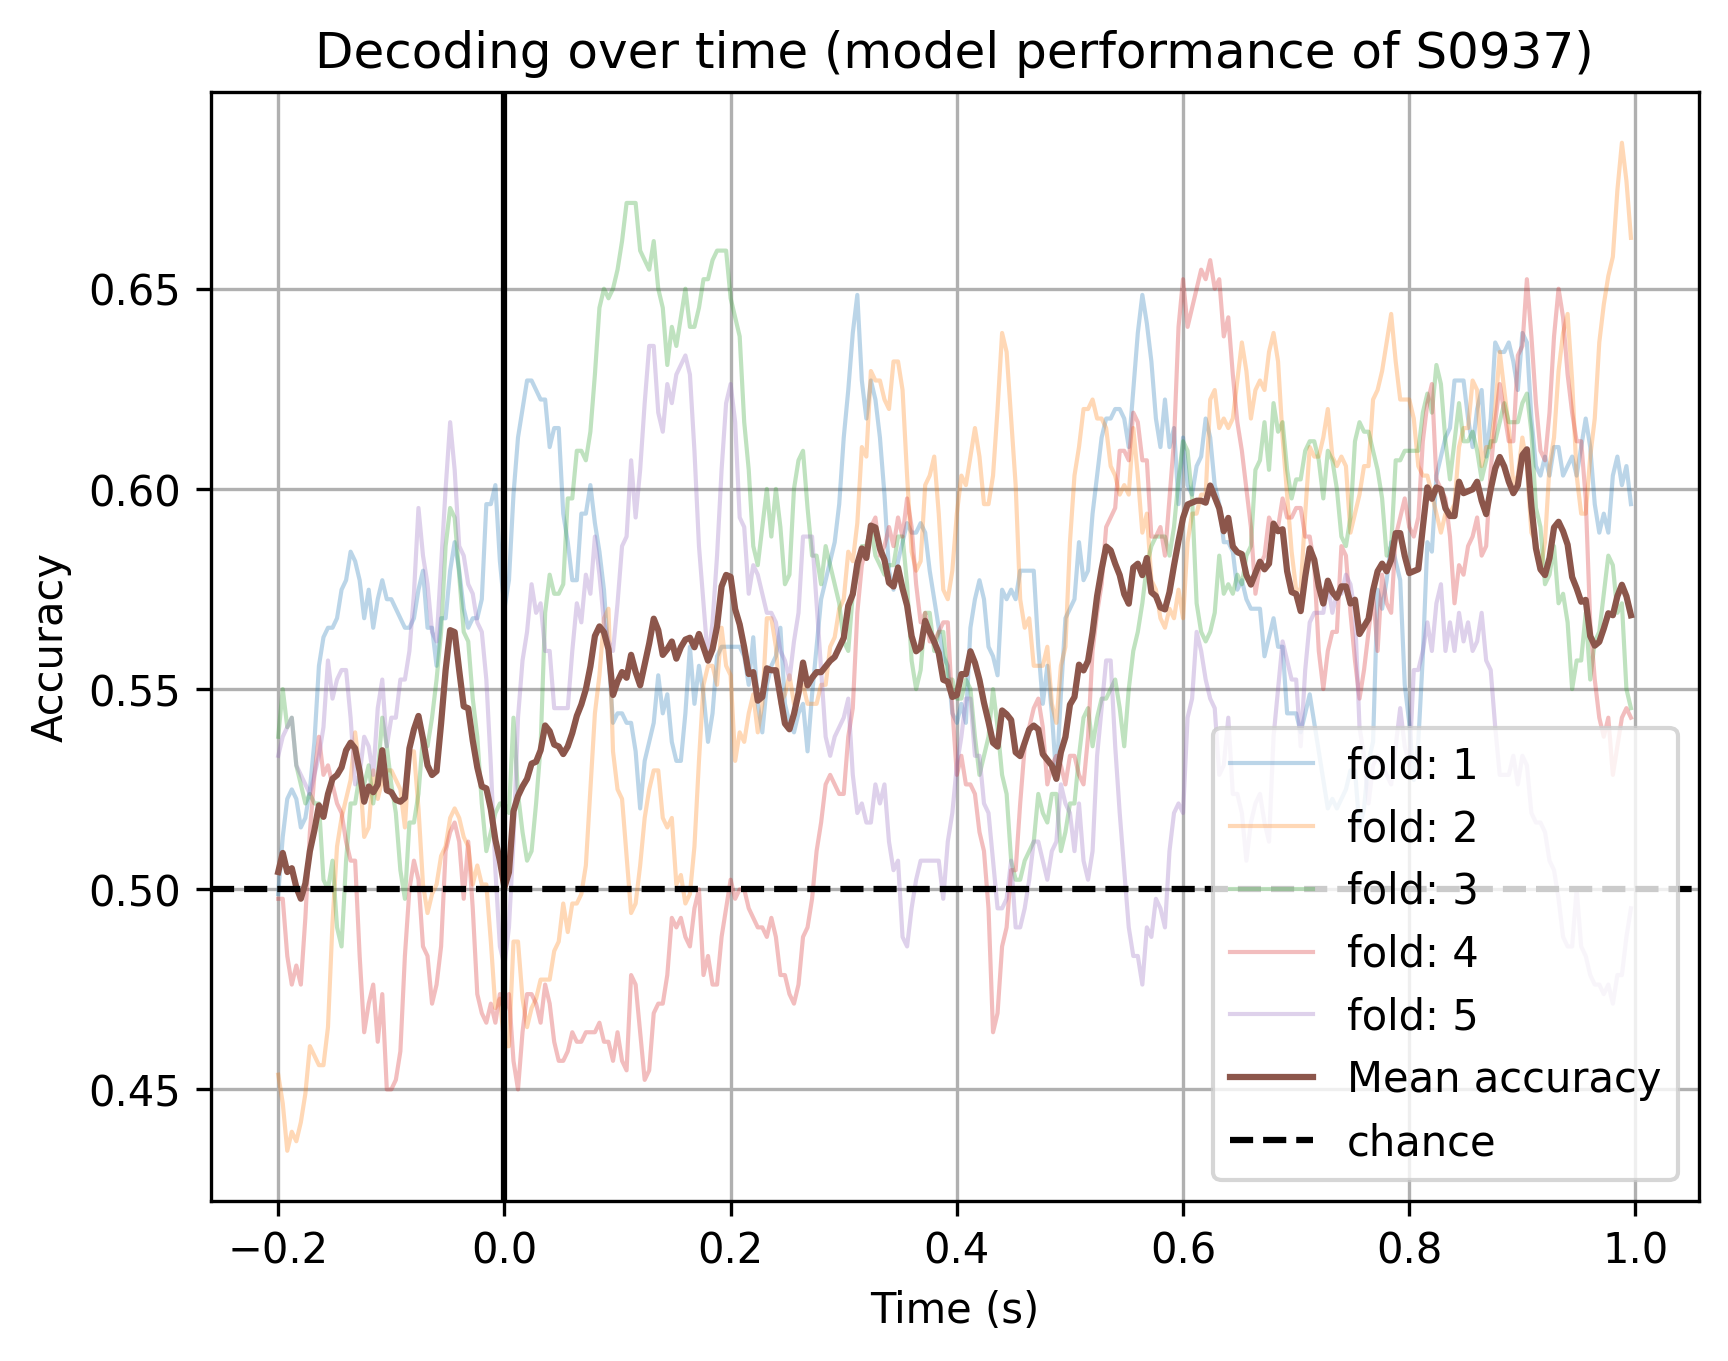 Decoding over time (model performance of S0937)
Accuracy
0.65
0.60
0.55
0.50
0.45
−0.2 0.0 0.2 0.4 0.6 0.8 1.0
Time (s)
fold: 1
fold: 2
fold: 3
fold: 4
fold: 5
Mean accuracy
chance